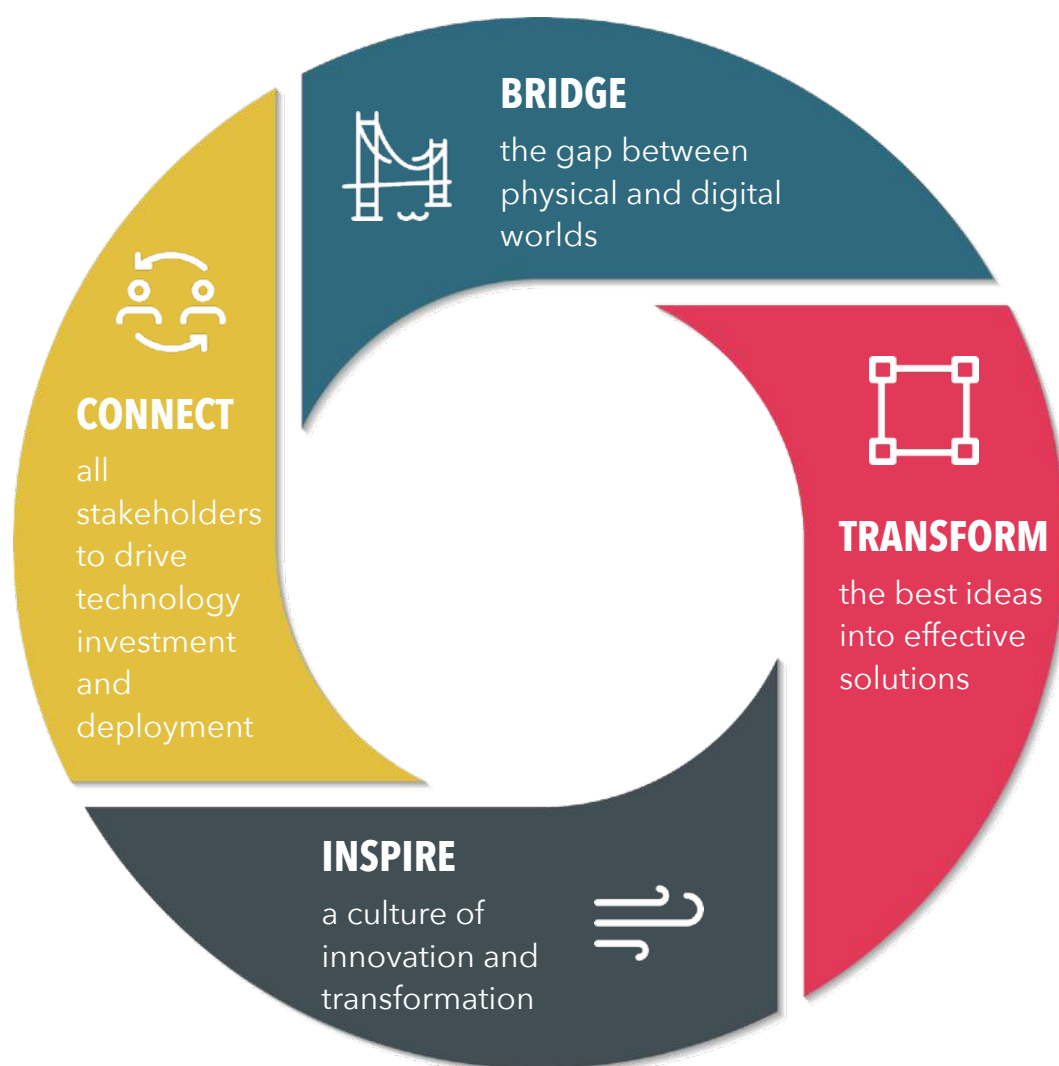 BRIDGE
the gap between
physical and digital
worlds
TRANSFORM
the best ideas
into effective
solutions
INSPIRE
a culture of
innovation and
transformation
CONNECT
all
stakeholders
to drive
technology
investment
and
deployment